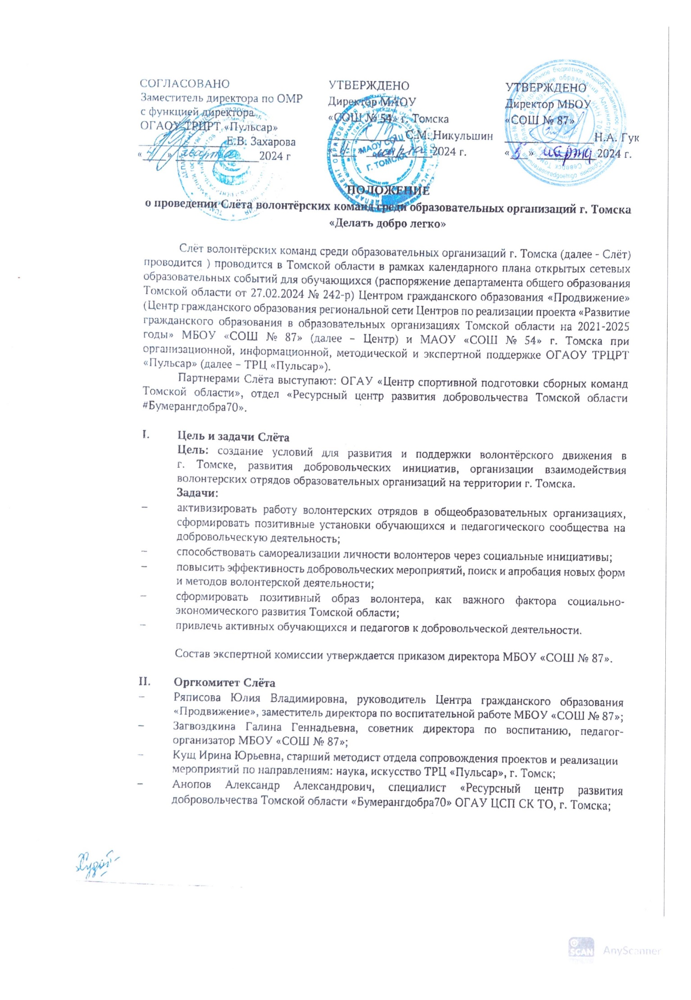 СОГЛАСОВАНО
Заместитель директора по ОМР
с функцией директора
ОГАОУ ТРЦРТ «Пульсар»
Е.В. Захарова
« » марта 2024 г
УТВЕРЖДЕНО
Директор МАОУ
«СОШ № 54» г. Томска
С.М. Никульшин
« » марта 2024 г.
УТВЕРЖДЕНО
Директор МБОУ
«СОШ № 87»
Н.А. Гук
«5» марта 2024 г.
МАОУ СОШ
Г. ТОМСКА
ПОЛОЖЕНИЕ
о проведении Слёта волонтёрских команд среди образовательных организаций г. Томска
«Делать добро легко»
Слёт волонтёрских команд среди образовательных организаций г. Томска (далее - Слёт)
проводится ) проводится в Томской области в рамках календарного плана открытых сетевых
образовательных событий для обучающихся (распоряжение департамента общего образования
Томской области от 27.02.2024 № 242-р) Центром гражданского образования «Продвижение»
(Центр гражданского образования региональной сети Центров по реализации проекта «Развитие
гражданского образования в образовательных организациях Томской области на 2021-2025
годы» МБОУ «СОШ № 87» (далее – Центр) и МАОУ «СОШ № 54» г. Томска при
организационной, информационной, методической и экспертной поддержке ОГАОУ ТРЦРТ
«Пульсар» (далее – ТРЦ «Пульсар»).
Партнерами Слёта выступают: ОГАУ «Центр спортивной подготовки сборных команд
Томской области», отдел «Ресурсный центр развития добровольчества Томской области
#Бумерангдобра70».
I. Цель и задачи Слёта
Цель: создание условий для развития и поддержки волонтёрского движения в
г. Томске, развития добровольческих инициатив, организации взаимодействия
волонтерских отрядов образовательных организаций на территории г. Томска.
Задачи:
– активизировать работу волонтерских отрядов в общеобразовательных организациях,
сформировать позитивные установки обучающихся и педагогического сообщества на
добровольческую деятельность;
– способствовать самореализации личности волонтеров через социальные инициативы;
– повысить эффективность добровольческих мероприятий, поиск и апробация новых форм
и методов волонтерской деятельности;
– сформировать позитивный образ волонтера, как важного фактора социально-
экономического развития Томской области;
– привлечь активных обучающихся и педагогов к добровольческой деятельности.
Состав экспертной комиссии утверждается приказом директора МБОУ «СОШ № 87».
II. Оргкомитет Слёта
– Ряписова Юлия Владимировна, руководитель Центра гражданского образования
«Продвижение», заместитель директора по воспитательной работе МБОУ «СОШ № 87»;
– Загвоздкина Галина Геннадьевна, советник директора по воспитанию, педагог-
организатор МБОУ «СОШ № 87»;
– Кущ Ирина Юрьевна, старший методист отдела сопровождения проектов и реализации
мероприятий по направлениям: наука, искусство ТРЦ «Пульсар», г. Томск;
– Анопов Александр Александрович, специалист «Ресурсный центр развития
добровольчества Томской области «Бумерангдобра70» ОГАУ ЦСП СК ТО, г. Томска;
SCAN AnyScanner